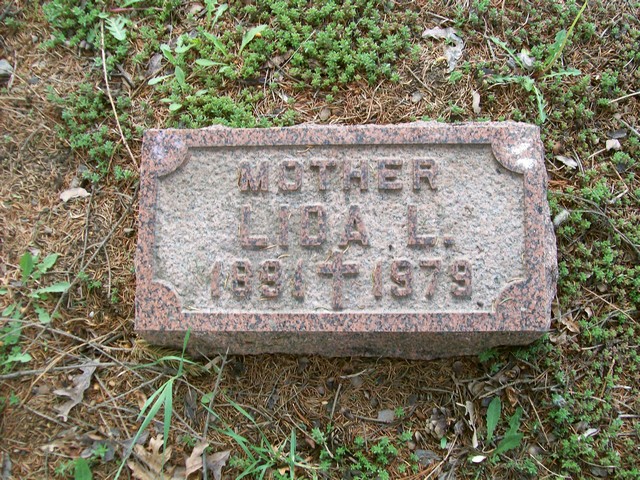 MOTHER
LIDA L.
1891 † 1979